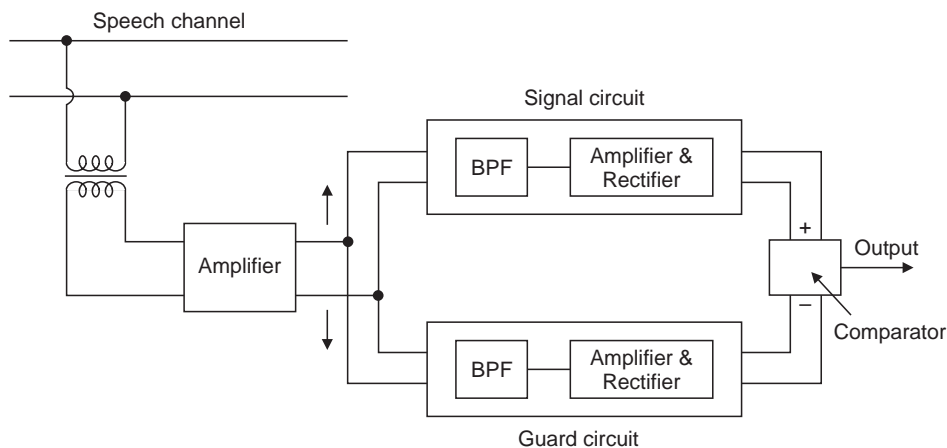 Speech channel
Signal circuit
BPF
Amplifier &
Rectifier
Amplifier
+
Output
–
Comparator
BPF
Amplifier &
Rectifier
Guard circuit